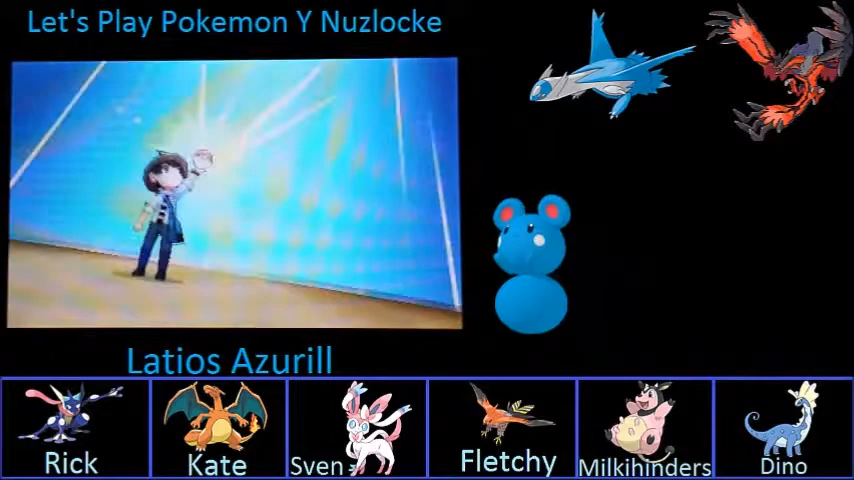 Let's Play Pokemon Y Nuzlocke
Latios Azurill
Rick
Kate
Sven
Fletchy
Milkihinders
Dino